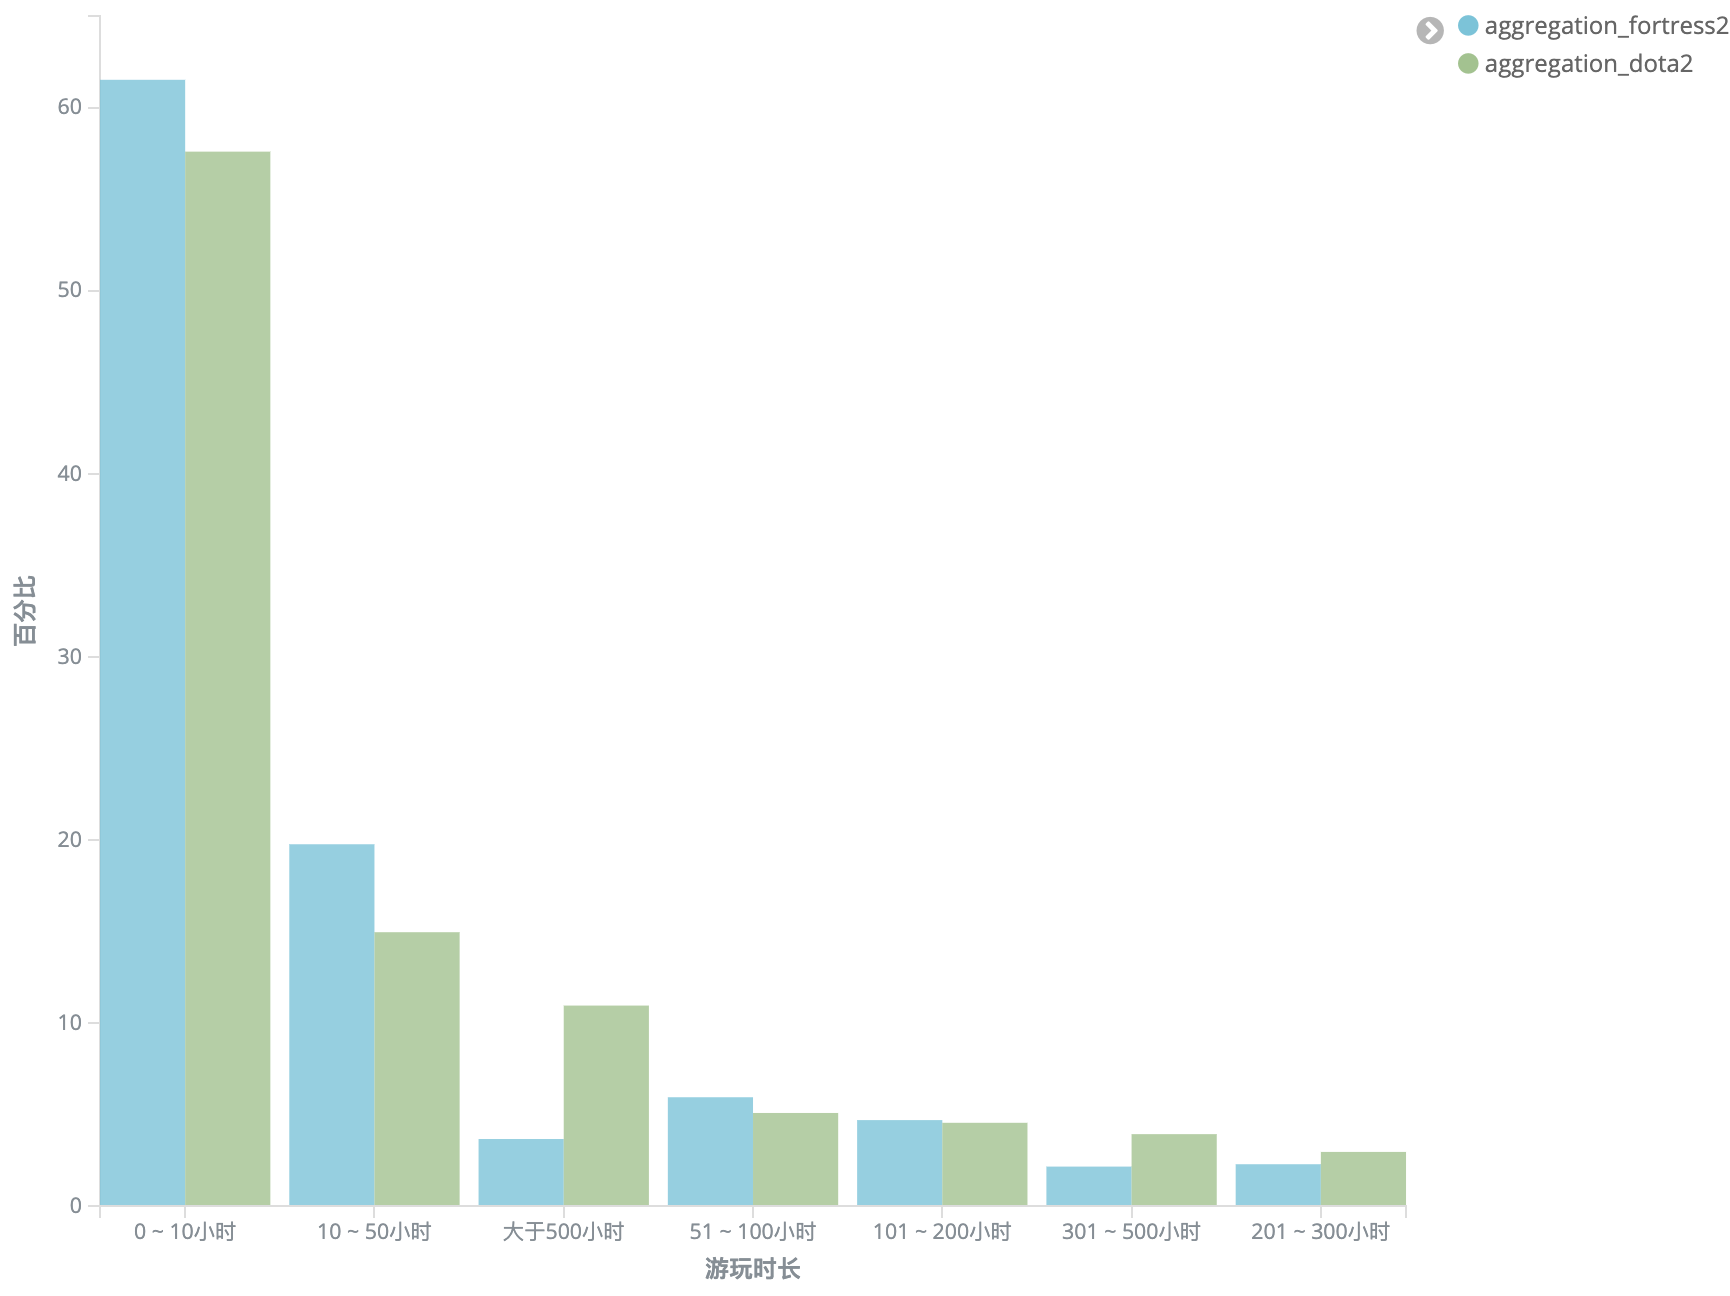 aggregation_fortress2
aggregation_dota2
60
50
40
30
20
10
0
百分比
0 ~ 10小时
10 ~ 50小时
大于500小时
51 ~ 100小时
101 ~ 200小时
301 ~ 500小时
201 ~ 300小时
游玩时长